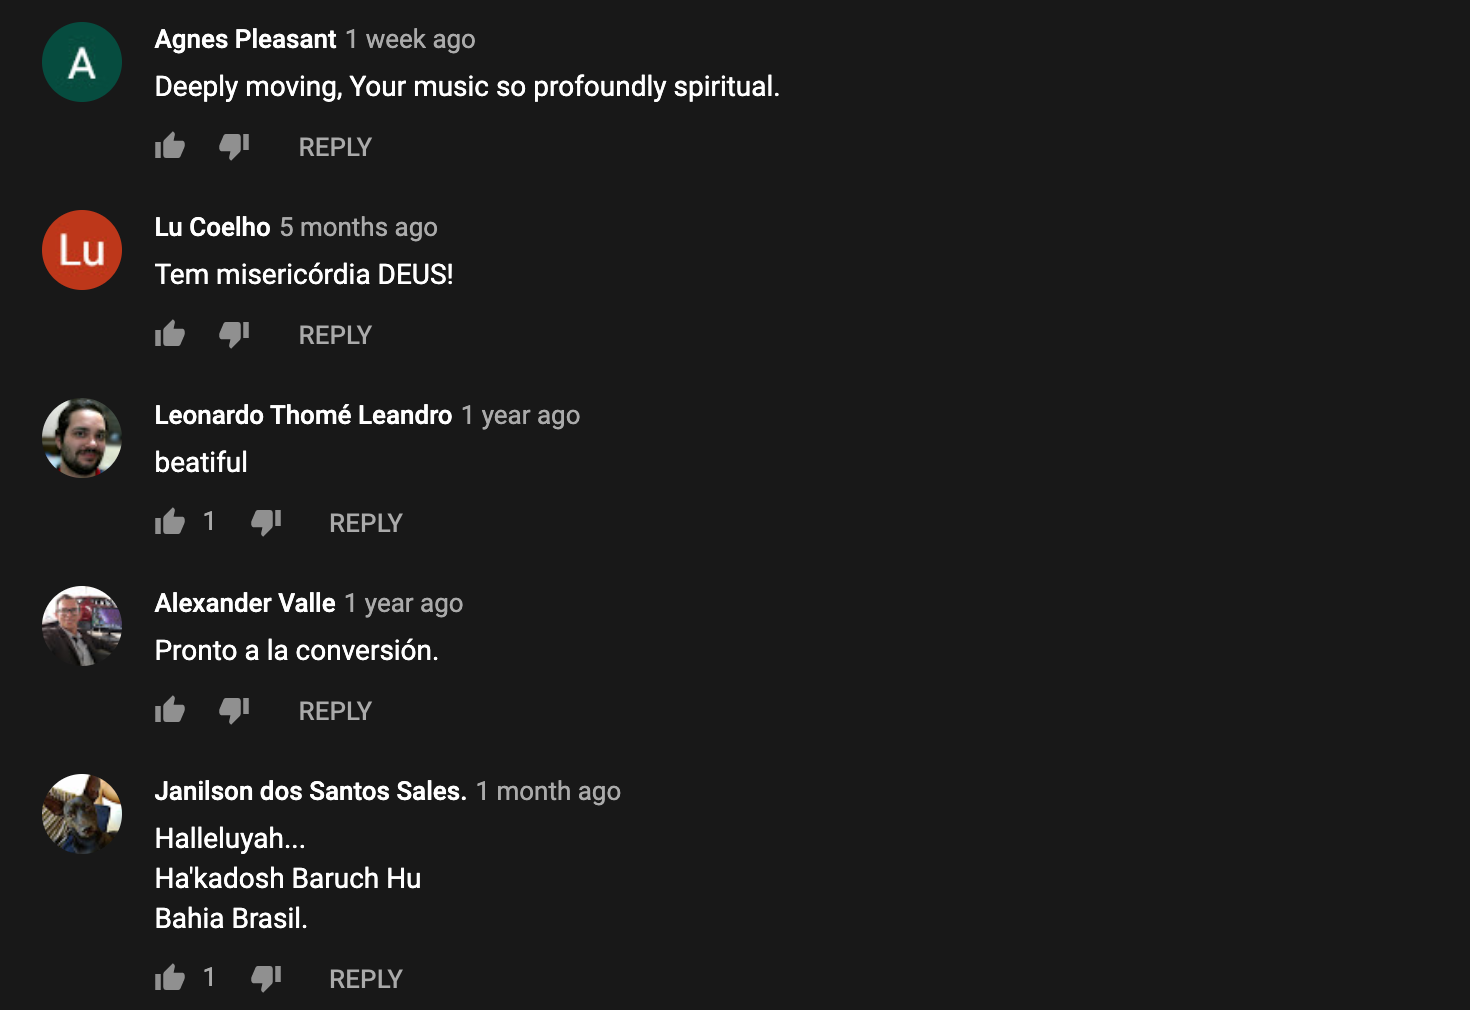 A
Agnes Pleasant 1 week ago
Deeply moving, Your music so profoundly spiritual.
REPLY
Lu
Lu Coelho 5 months ago
Tem misericórdia DEUS!
REPLY
Leonardo Thomé Leandro 1 year ago
beatiful
1 REPLY
Alexander Valle 1 year ago
Pronto a la conversión.
REPLY
Janilson dos Santos Sales. 1 month ago
Halleluyah...
Ha'kadosh Baruch Hu
Bahia Brasil.
1 REPLY